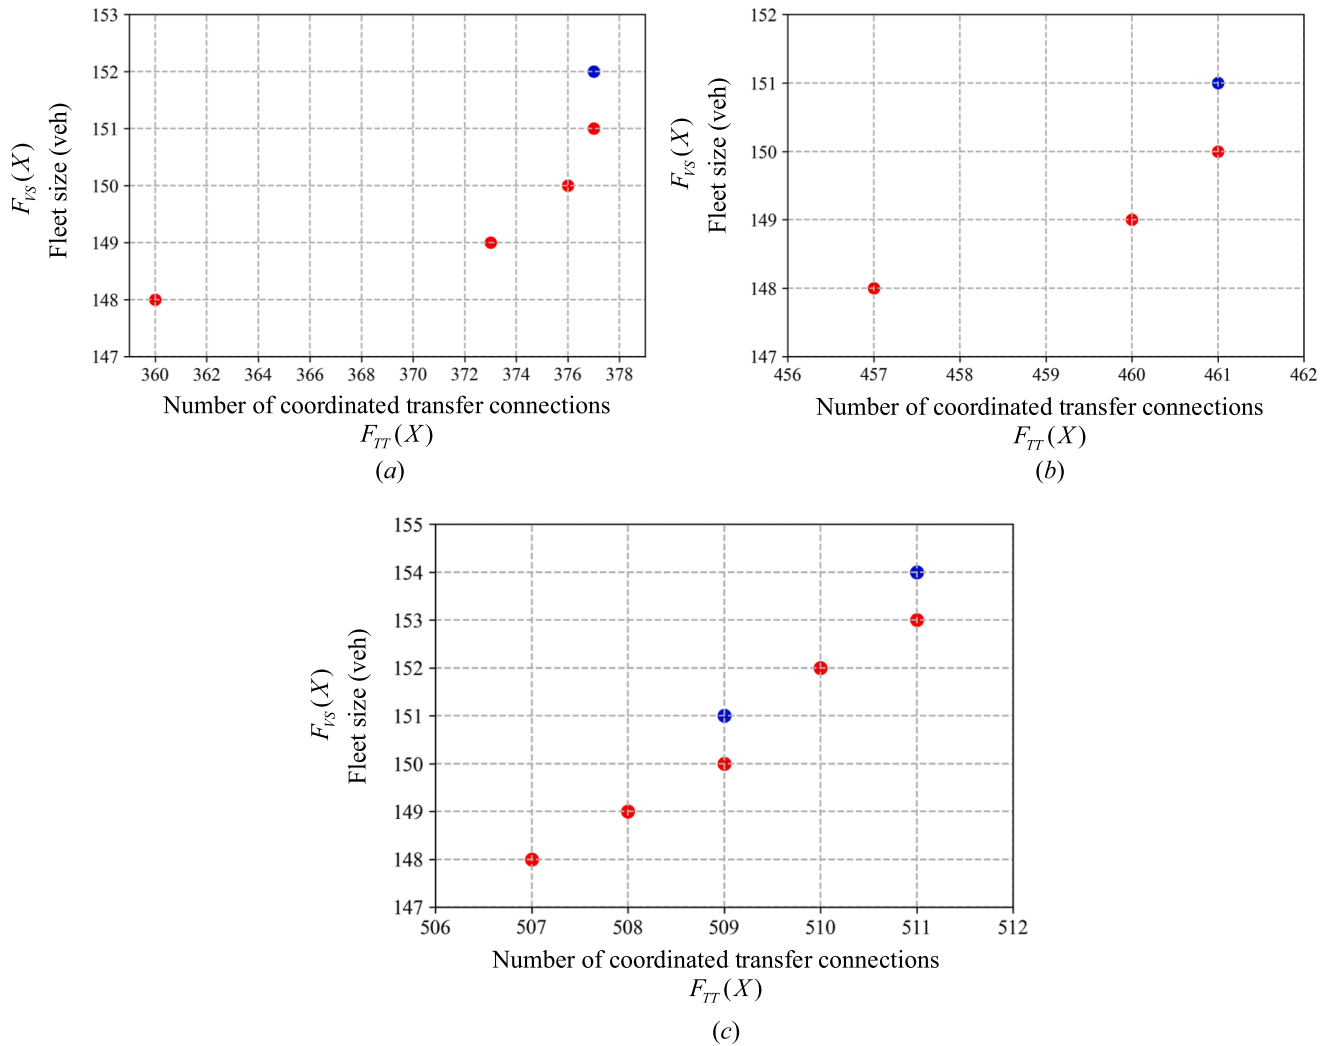 153
152
151
150
149
148
147
F_VS(X)
Fleet size (veh)
360 362 364 366 368 370 372 374 376 378
Number of coordinated transfer connections
F_TT(X)
(a)
152
151
150
149
148
147
F_VS(X)
Fleet size (veh)
456 457 458 459 460 461 462
Number of coordinated transfer connections
F_TT(X)
(b)
155
154
153
152
151
150
149
148
147
F_VS(X)
Fleet size (veh)
506 507 508 509 510 511 512
Number of coordinated transfer connections
F_TT(X)
(c)